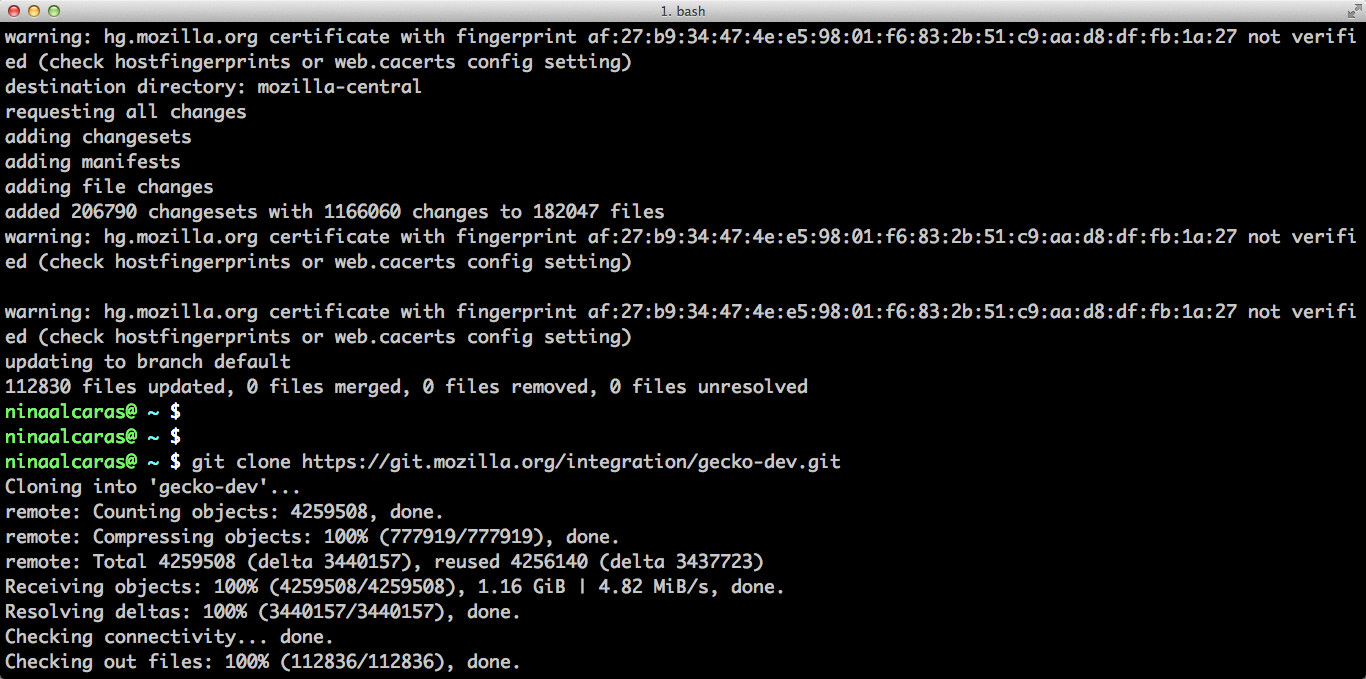 1. bash
warning: hg.mozilla.org certificate with fingerprint af:27:b9:34:47:4e:e5:98:01:f6:83:2b:51:c9:aa:d8:df:fb:1a:27 not verifi
ed (check hostfingerprints or web.cacerts config setting)
destination directory: mozilla-central
requesting all changes
adding changesets
adding manifests
adding file changes
added 206790 changesets with 1166060 changes to 182047 files
warning: hg.mozilla.org certificate with fingerprint af:27:b9:34:47:4e:e5:98:01:f6:83:2b:51:c9:aa:d8:df:fb:1a:27 not verifi
ed (check hostfingerprints or web.cacerts config setting)
warning: hg.mozilla.org certificate with fingerprint af:27:b9:34:47:4e:e5:98:01:f6:83:2b:51:c9:aa:d8:df:fb:1a:27 not verifi
ed (check hostfingerprints or web.cacerts config setting)
updating to branch default
112830 files updated, 0 files merged, 0 files removed, 0 files unresolved
ninaalcaras@ ~ $
ninaalcaras@ ~ $
ninaalcaras@ ~ $ git clone https://git.mozilla.org/integration/gecko-dev.git
Cloning into 'gecko-dev'...
remote: Counting objects: 4259508, done.
remote: Compressing objects: 100% (777919/777919), done.
remote: Total 4259508 (delta 3440157), reused 4256140 (delta 3437723)
Receiving objects: 100% (4259508/4259508), 1.16 GiB | 4.82 MiB/s, done.
Resolving deltas: 100% (3440157/3440157), done.
Checking connectivity... done.
Checking out files: 100% (112836/112836), done.